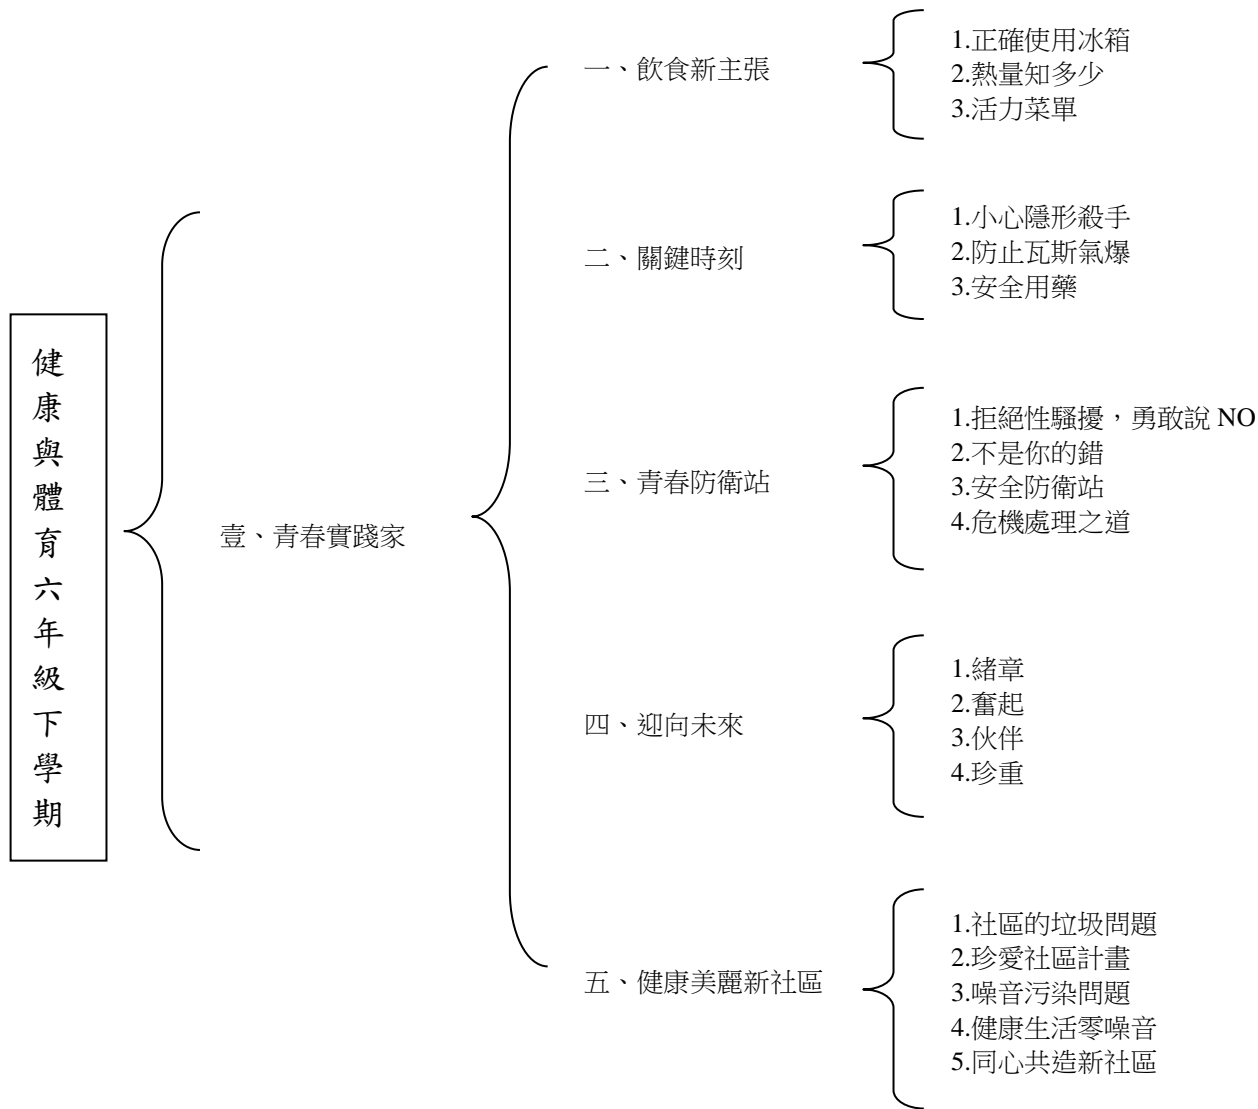 健康與體育六年級下學期
壹、青春實踐家
一、飲食新主張
1.正確使用冰箱
2.熱量知多少
3.活力菜單
二、關鍵時刻
1.小心隱形殺手
2.防止瓦斯氣爆
3.安全用藥
三、青春防衛站
1.拒絕性騷擾，勇敢說 NO
2.不是你的錯
3.安全防衛站
4.危機處理之道
四、迎向未來
1.緒章
2.奮起
3.伙伴
4.珍重
五、健康美麗新社區
1.社區的垃圾問題
2.珍愛社區計畫
3.噪音污染問題
4.健康生活零噪音
5.同心共造新社區